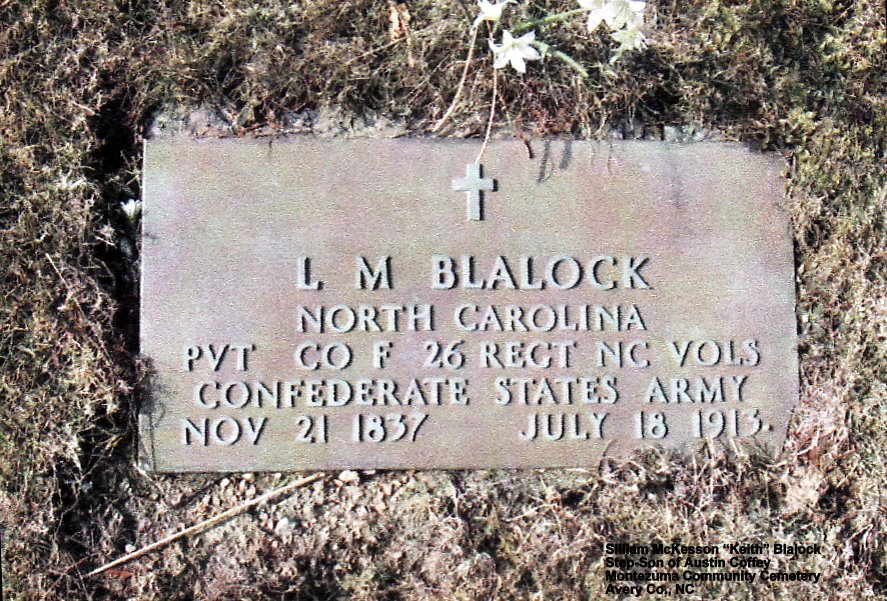 L M BLALOCK
NORTH CAROLINA
PVT CO F 26 REGT NC VOLS
CONFEDERATE STATES ARMY
NOV 21 1837 JULY 18 1913.
Sliliam McKesson "Keith" Blalock
Step-Son of Austin Coffey
Montezuma Community Cemetery
Avery Co., NC